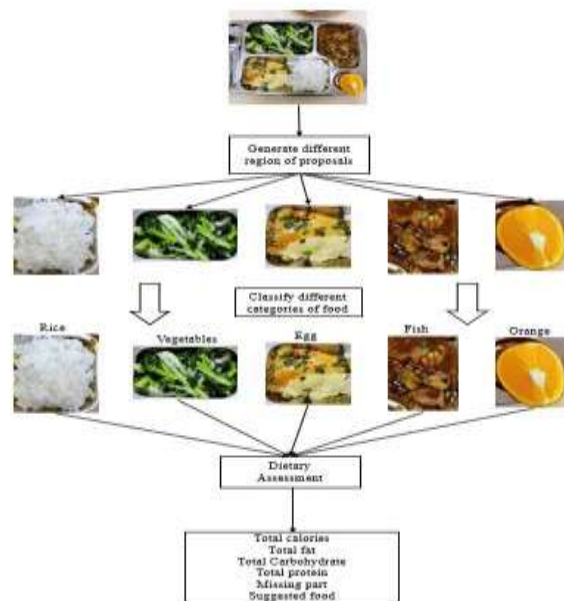 Generate different
region of proposals
Classify different
categories of food
Rice
Vegetables
Egg
Fish
Orange
Dietary
Assessment
Total calories
Total fat
Total Carbohydrate
Total protein
Missing part
Suggested food